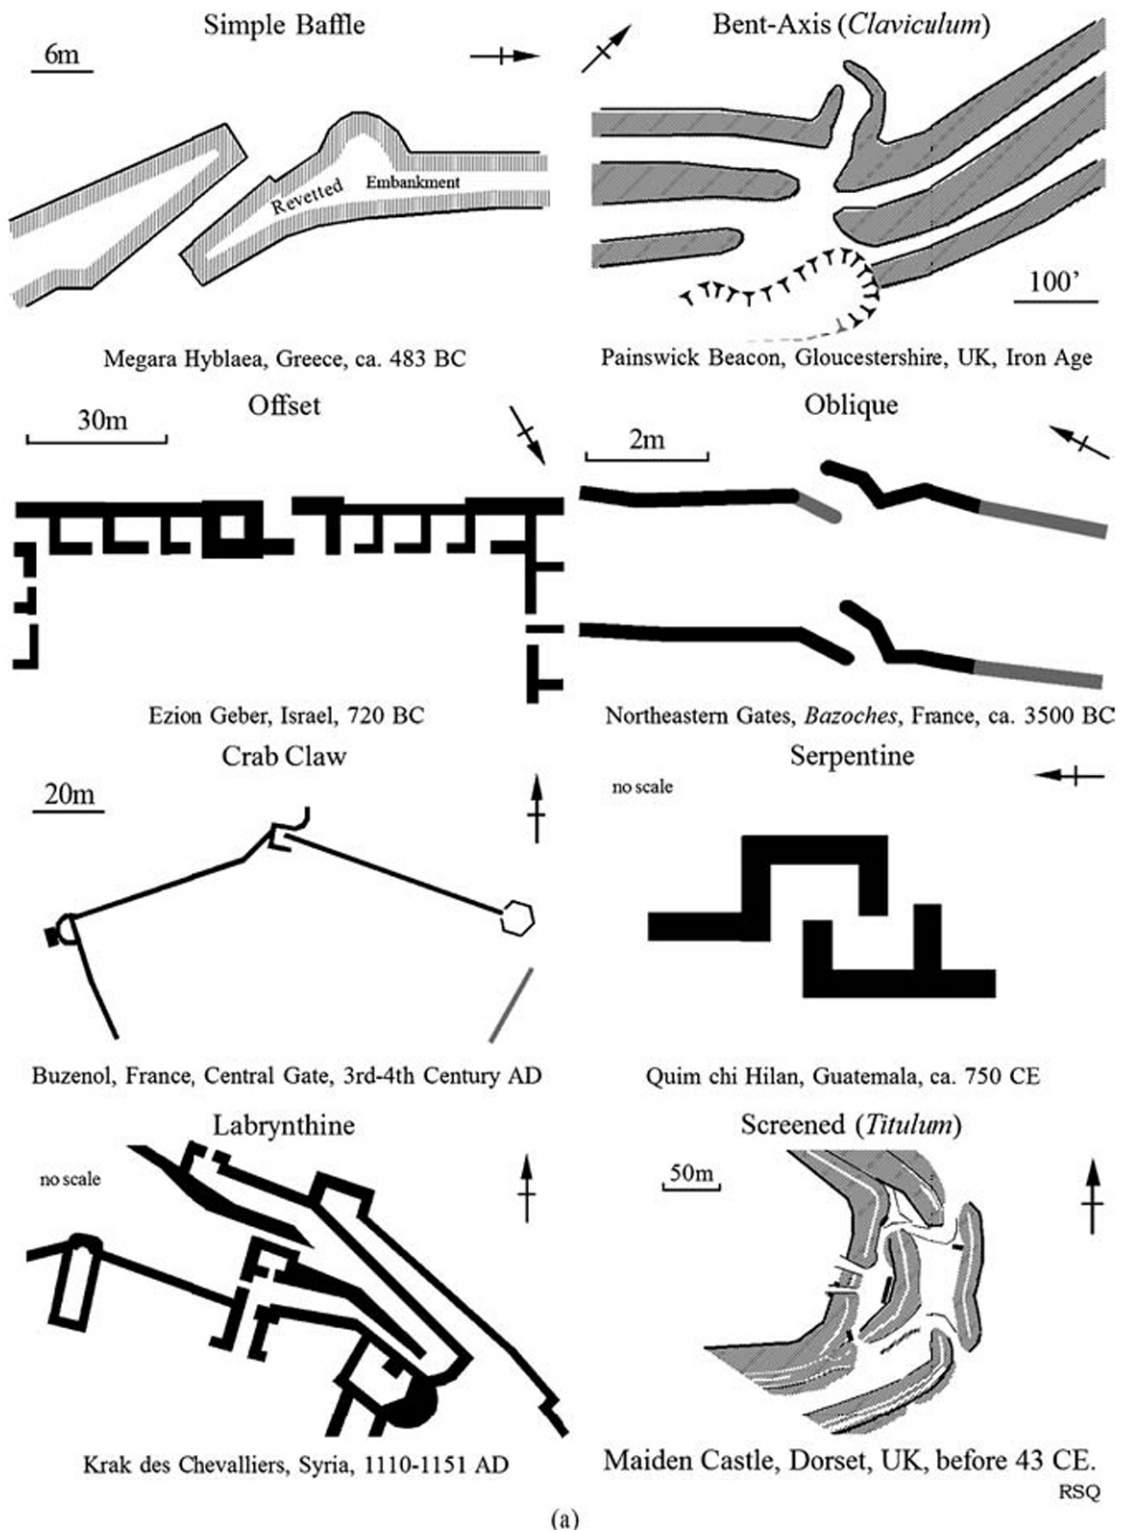 Simple Baffle
6m
Revetted Embankment
Megara Hyblaea, Greece, ca. 483 BC
Bent-Axis (Claviculum)
100’
Painswick Beacon, Gloucestershire, UK, Iron Age
Offset
30m
Ezion Geber, Israel, 720 BC
Oblique
2m
Northeastern Gates, Bazoches, France, ca. 3500 BC
Crab Claw
20m
Buzenol, France, Central Gate, 3rd-4th Century AD
Serpentine
no scale
Quim chi Hilan, Guatemala, ca. 750 CE
Labrynthine
no scale
Krak des Chevalliers, Syria, 1110-1151 AD
Screened (Titulum)
50m
Maiden Castle, Dorset, UK, before 43 CE.
RSQ
(a)